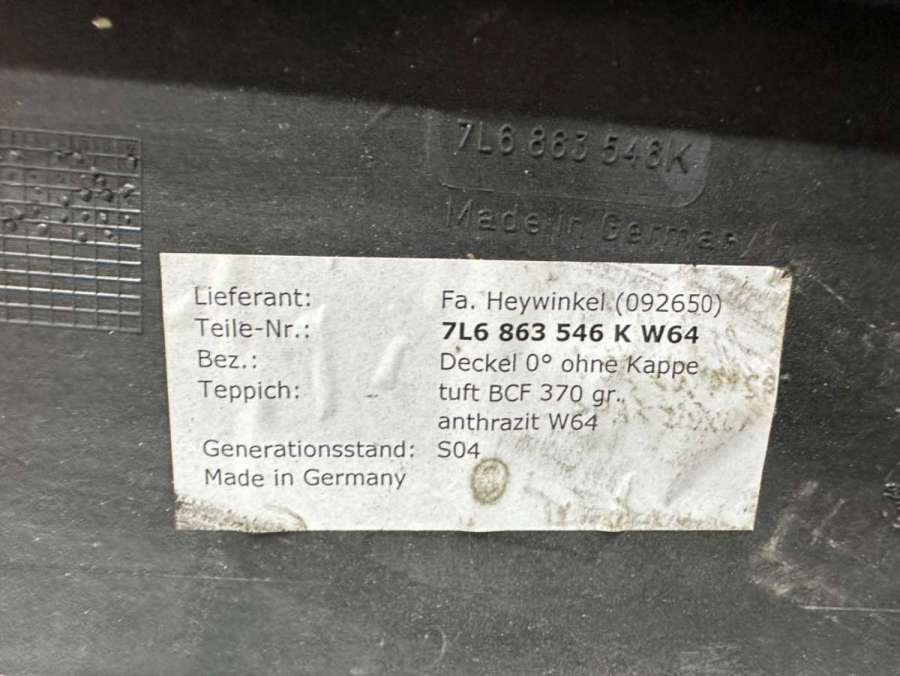 7L6 863 546K
Made in Germany
Lieferant: Fa. Heywinkel (092650)
Teile-Nr.: 7L6 863 546 K W64
Bez.: Deckel 0° ohne Kappe
Teppich: tuft BCF 370 gr.
anthrazit W64
Generationsstand: S04
Made in Germany